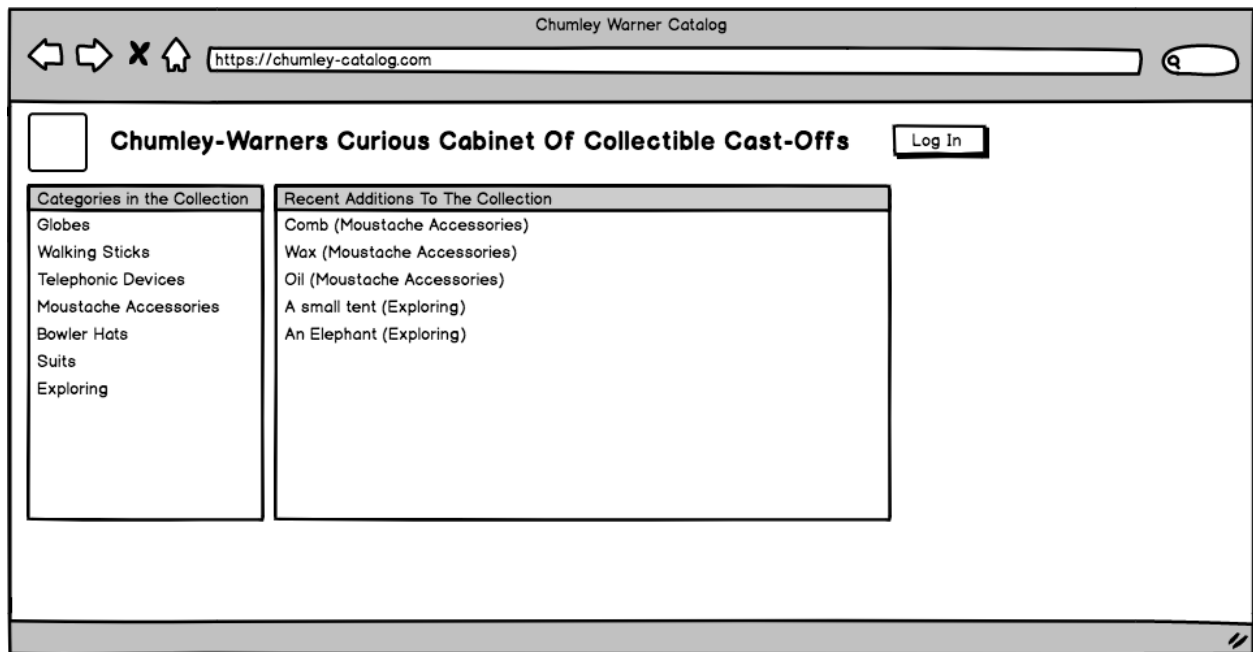 Chumley Warner Catalog
https://chumley-catalog.com
Chumley-Warners Curious Cabinet Of Collectible Cast-Offs
Log In
Categories in the Collection
Globes
Walking Sticks
Telephonic Devices
Moustache Accessories
Bowler Hats
Suits
Exploring
Recent Additions To The Collection
Comb (Moustache Accessories)
Wax (Moustache Accessories)
Oil (Moustache Accessories)
A small tent (Exploring)
An Elephant (Exploring)